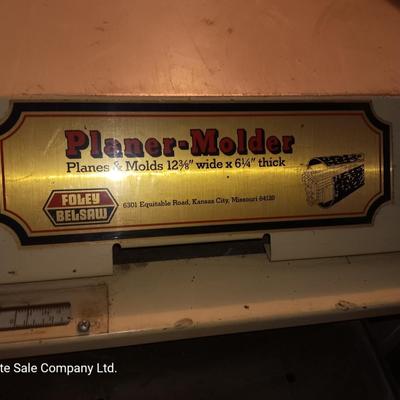 Planer-Molder
Planes & Molds 12⅜" wide x 6¼" thick
FOLEY
BELSAW
6301 Equitable Road, Kansas City, Missouri 64120
te Sale Company Ltd.